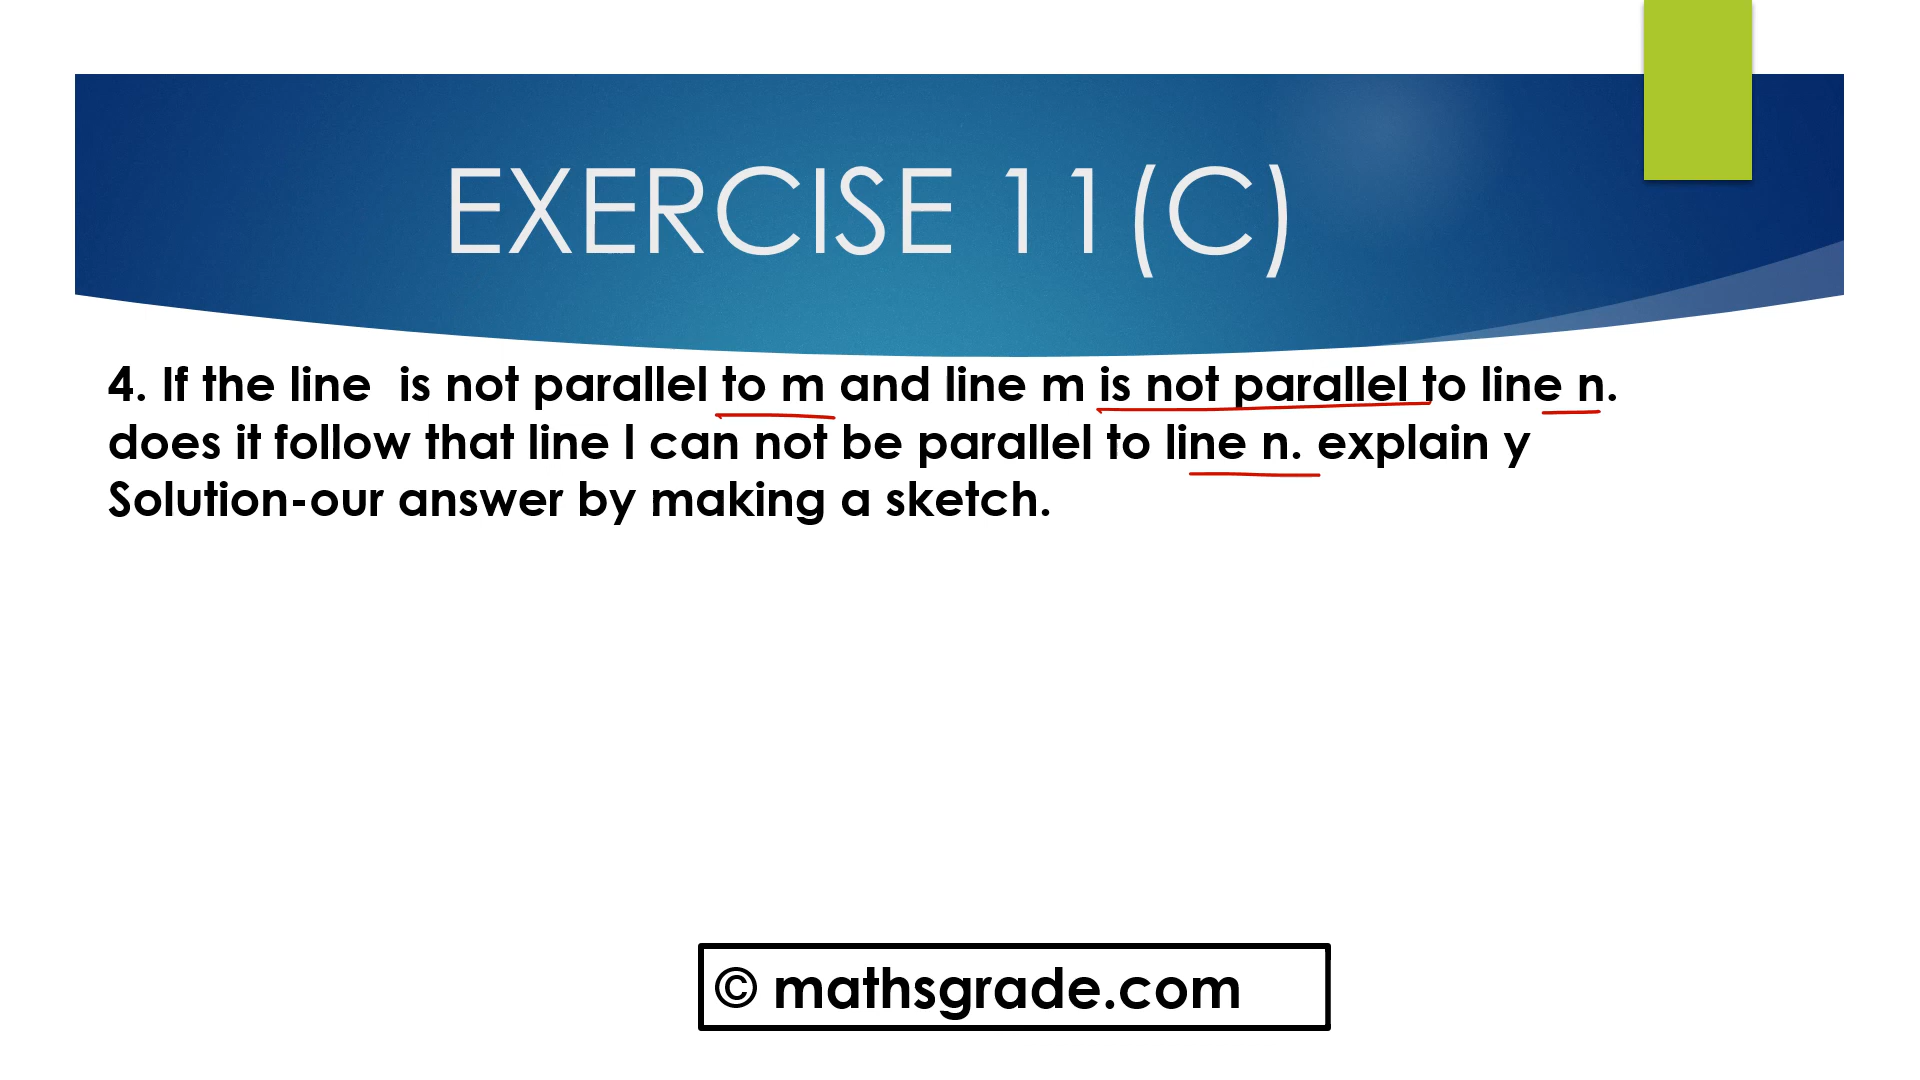 EXERCISE 11(C)
4. If the line  is not parallel to m and line m is not parallel to line n.
does it follow that line l can not be parallel to line n. explain y
Solution-our answer by making a sketch.
© mathsgrade.com